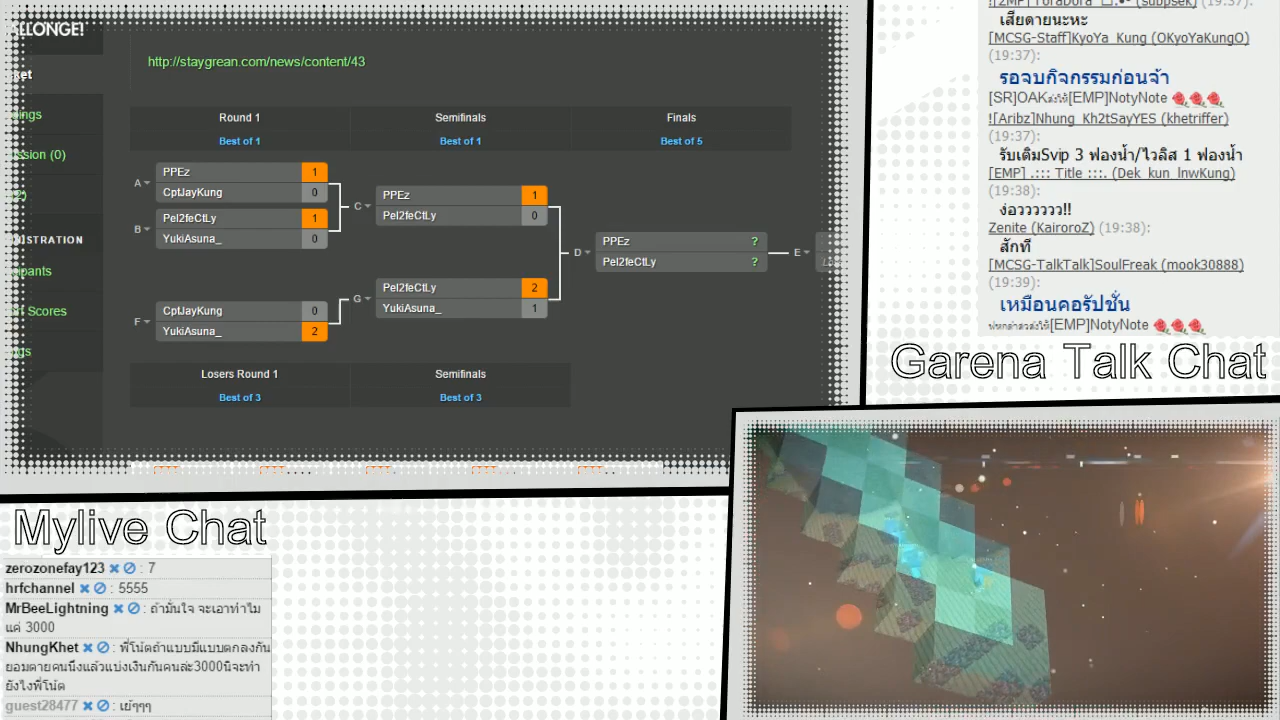 LLONGE!
http://staygrean.com/news/content/43
Round 1
Semifinals
Finals
Best of 1
Best of 1
Best of 5
ssion (0)
A
PPEz 1
CptJayKung 0
B
Pel2feCtLy 1
YukiAsuna_ 0
C
PPEz 1
Pel2feCtLy 0
D
PPEz ?
Pel2feCtLy ?
E
G
Pel2feCtLy 2
YukiAsuna_ 1
F
CptJayKung 0
YukiAsuna_ 2
Losers Round 1
Semifinals
Best of 3
Best of 3
ISTRATION
ipants
rt Scores
เสียดายนะหะ
[MCSG-Staff]KyoYa_Kung (OKyoYaKungO)
(19:37):
รอจบกิจกรรมก่อนจ้า
[SR]OAKส่งให้[EMP]NotyNote
![Aribz]Nhung_Kh2tSayYES (khetriffer)
(19:37):
รับเติมSvip 3 ฟองน้ำ/ไวลิส 1 ฟองน้ำ
[EMP] .:::: Title :::. (Dek_kun_lnwKung)
(19:38):
ง่อวววววว!!
Zenite (KairoroZ) (19:38):
สักที
[MCSG-TalkTalk]SoulFreak (mook30888)
(19:39):
เหมือนคอรัปชั่น
[EMP]NotyNote
Garena Talk Chat
Mylive Chat
zerozonefay123 : 7
hrfchannel : 5555
MrBeeLightning : ถ้ามั่นใจ จะเอาทำไม
แค่ 3000
NhungKhet : พี่โน้ตถ้าแบบมีแบบตกลงกัน
ยอมตายคนนึงแล้วแบ่งเงินกันคนล่ะ3000นิจะทำ
ยังไงพี่โน้ต
guest28477 : เย้ๆๆๆ